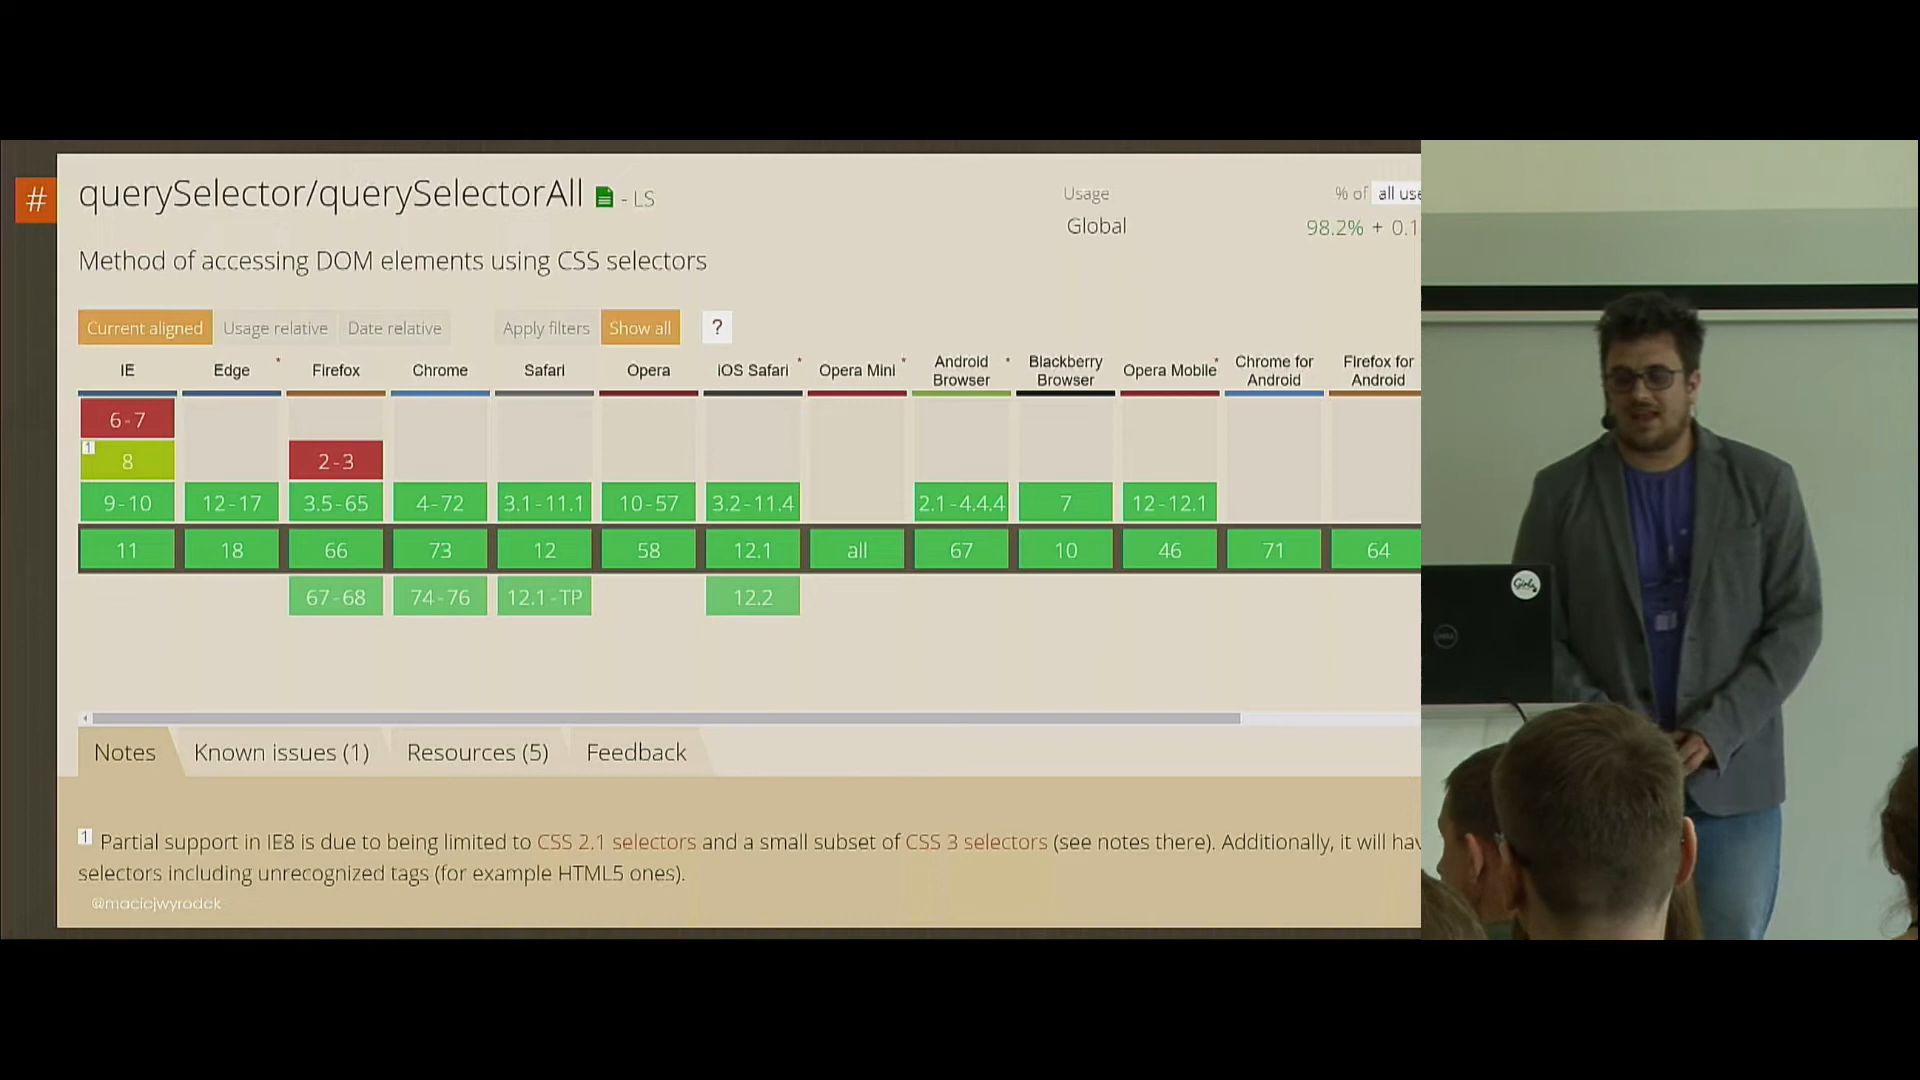 #
querySelector/querySelectorAll - LS
Usage % of all use
Global 98.2% + 0.1
Method of accessing DOM elements using CSS selectors
Current aligned Usage relative Date relative Apply filters Show all ?
IE Edge * Firefox Chrome Safari Opera iOS Safari * Opera Mini * Android Browser * Blackberry Browser Opera Mobile * Chrome for Android Firefox for Android
6-7
1 8 2-3
9-10 12-17 3.5-65 4-72 3.1-11.1 10-57 3.2-11.4 2.1-4.4.4 7 12-12.1
11 18 66 73 12 58 12.1 all 67 10 46 71 64
67-68 74-76 12.1-TP 12.2
Notes Known issues (1) Resources (5) Feedback
1 Partial support in IE8 is due to being limited to CSS 2.1 selectors and a small subset of CSS 3 selectors (see notes there). Additionally, it will hav
selectors including unrecognized tags (for example HTML5 ones).
@maciejwyrodek
Girls
DELL